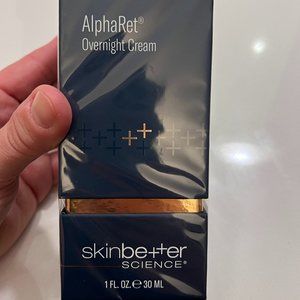 AlphaRet®
Overnight Cream
skinbetter
SCIENCE®
1 FL. OZ. ℮ 30 ML